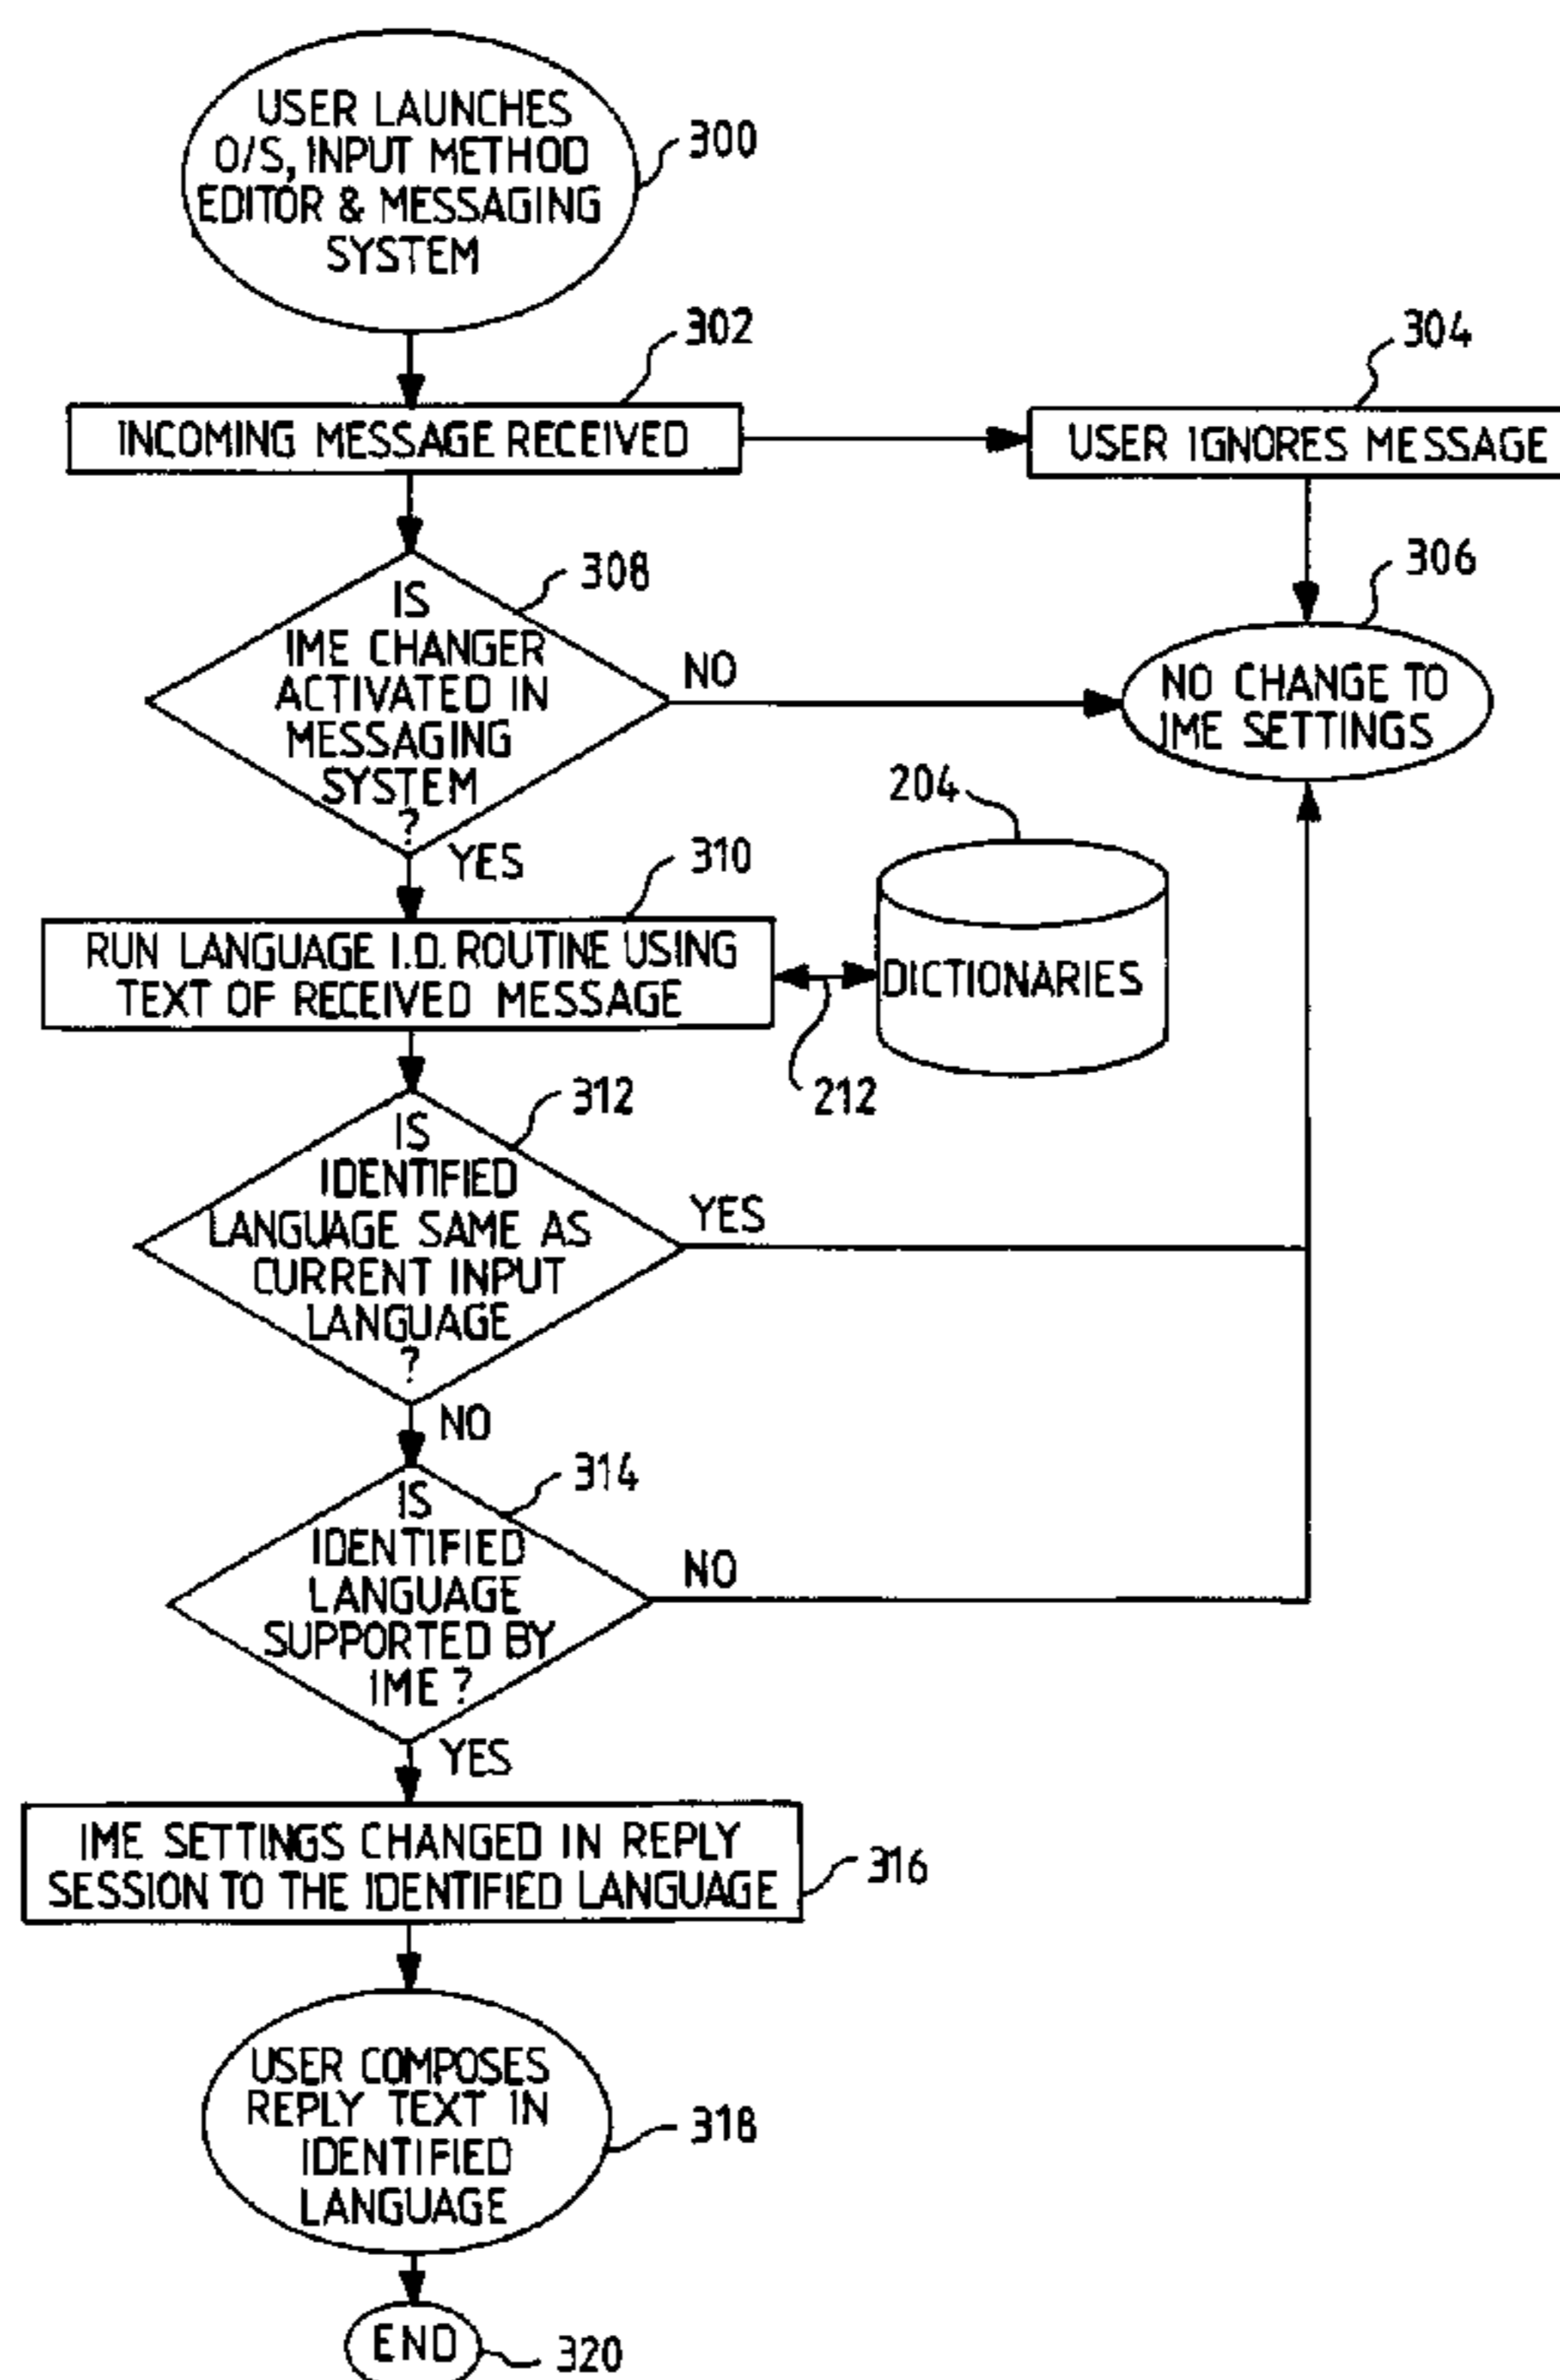 USER LAUNCHES
O/S, INPUT METHOD
EDITOR & MESSAGING
SYSTEM
300
302
304
INCOMING MESSAGE RECEIVED
USER IGNORES MESSAGE
308
306
IS
IME CHANGER
ACTIVATED IN
MESSAGING
SYSTEM
?
NO
NO CHANGE TO
IME SETTINGS
YES
204
310
RUN LANGUAGE I.D. ROUTINE USING
TEXT OF RECEIVED MESSAGE
DICTIONARIES
212
312
IS
IDENTIFIED
LANGUAGE SAME AS
CURRENT INPUT
LANGUAGE
?
YES
NO
314
IS
IDENTIFIED
LANGUAGE
SUPPORTED BY
IME ?
NO
YES
IME SETTINGS CHANGED IN REPLY
SESSION TO THE IDENTIFIED LANGUAGE
316
USER COMPOSES
REPLY TEXT IN
IDENTIFIED
LANGUAGE
318
END
320